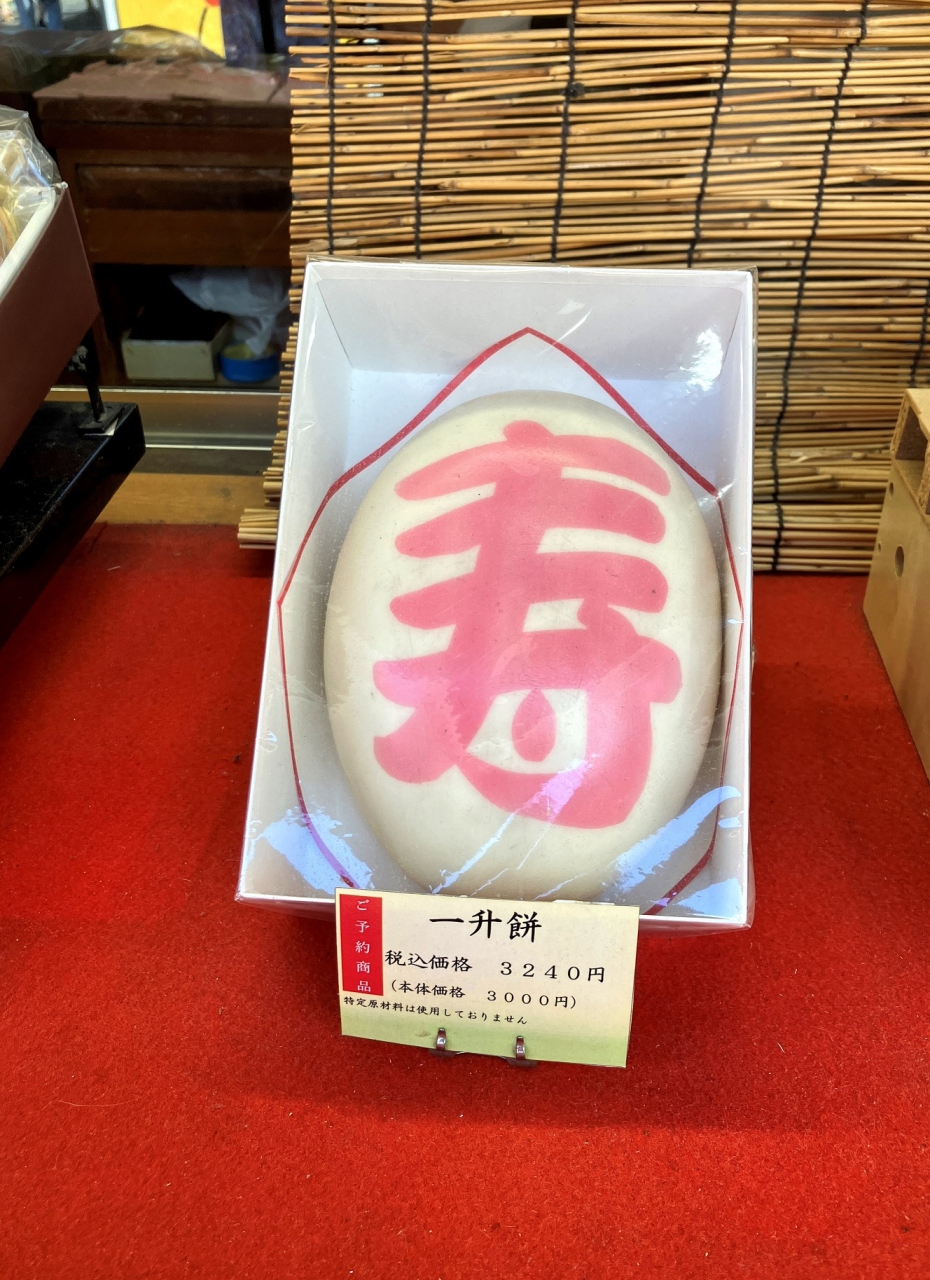 寿
ご予約商品
一升餅
税込価格 3240円
(本体価格 3000円)
特定原材料は使用しておりません